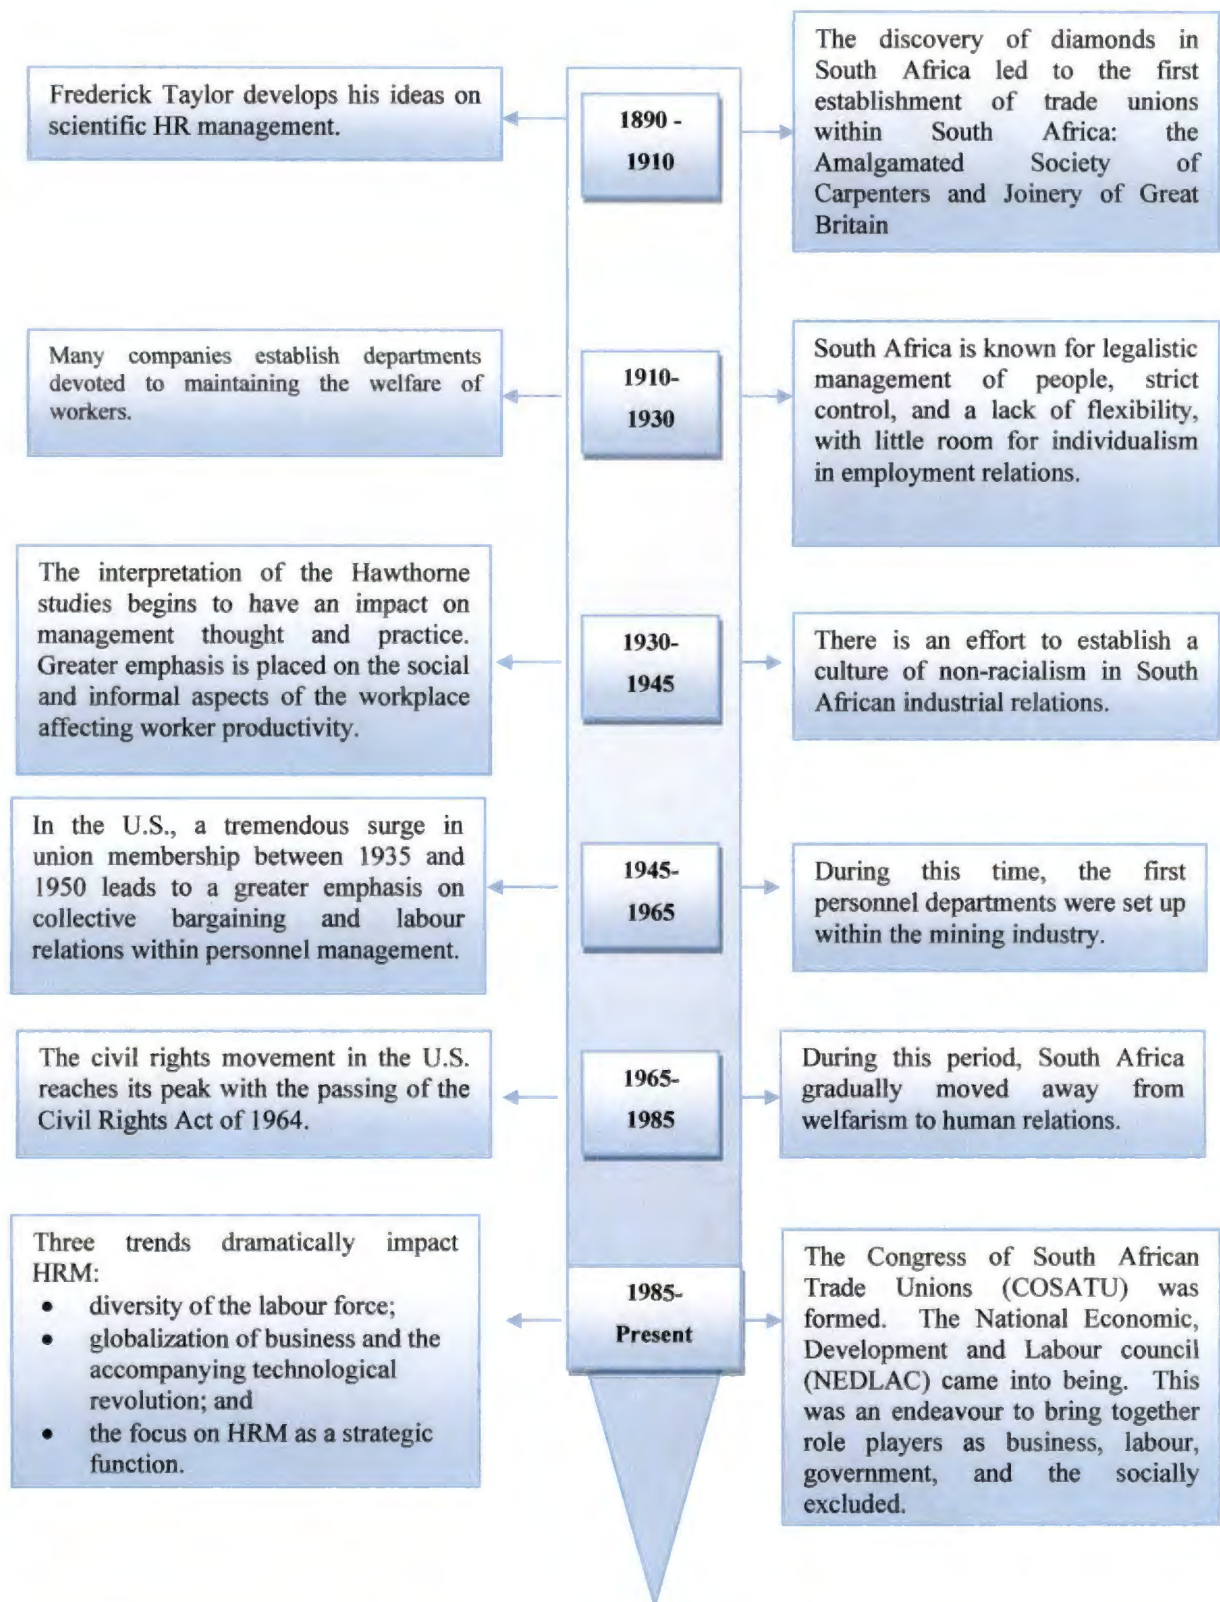 Frederick Taylor develops his ideas on
scientific HR management.
1890 -
1910
The discovery of diamonds in
South Africa led to the first
establishment of trade unions
within South Africa: the
Amalgamated Society of
Carpenters and Joinery of Great
Britain
Many companies establish departments
devoted to maintaining the welfare of
workers.
1910-
1930
South Africa is known for legalistic
management of people, strict
control, and a lack of flexibility,
with little room for individualism
in employment relations.
The interpretation of the Hawthorne
studies begins to have an impact on
management thought and practice.
Greater emphasis is placed on the social
and informal aspects of the workplace
affecting worker productivity.
1930-
1945
There is an effort to establish a
culture of non-racialism in South
African industrial relations.
In the U.S., a tremendous surge in
union membership between 1935 and
1950 leads to a greater emphasis on
collective bargaining and labour
relations within personnel management.
1945-
1965
During this time, the first
personnel departments were set up
within the mining industry.
The civil rights movement in the U.S.
reaches its peak with the passing of the
Civil Rights Act of 1964.
1965-
1985
During this period, South Africa
gradually moved away from
welfarism to human relations.
Three trends dramatically impact
HRM:
• diversity of the labour force;
• globalization of business and the
accompanying technological
revolution; and
• the focus on HRM as a strategic
function.
1985-
Present
The Congress of South African
Trade Unions (COSATU) was
formed. The National Economic,
Development and Labour council
(NEDLAC) came into being. This
was an endeavour to bring together
role players as business, labour,
government, and the socially
excluded.